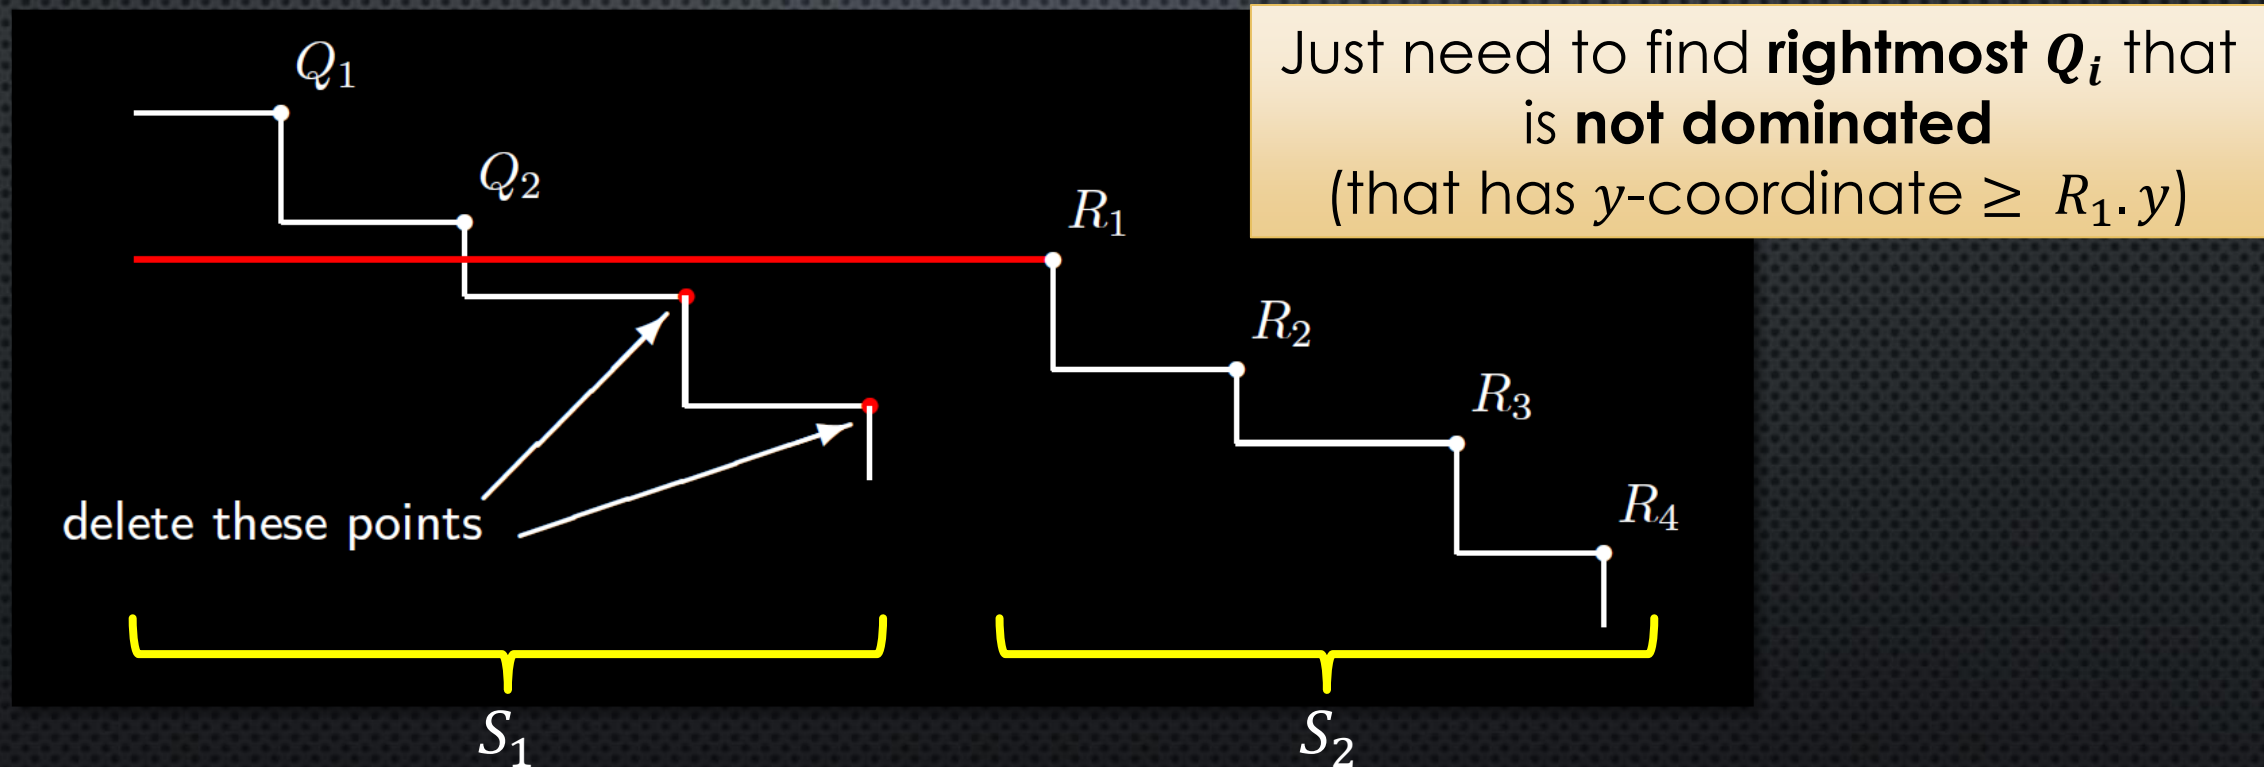 Just need to find rightmost Qᵢ that
is not dominated
(that has y-coordinate ≥ R₁.y)
Q₁
Q₂
R₁
R₂
R₃
R₄
delete these points
S₁
S₂